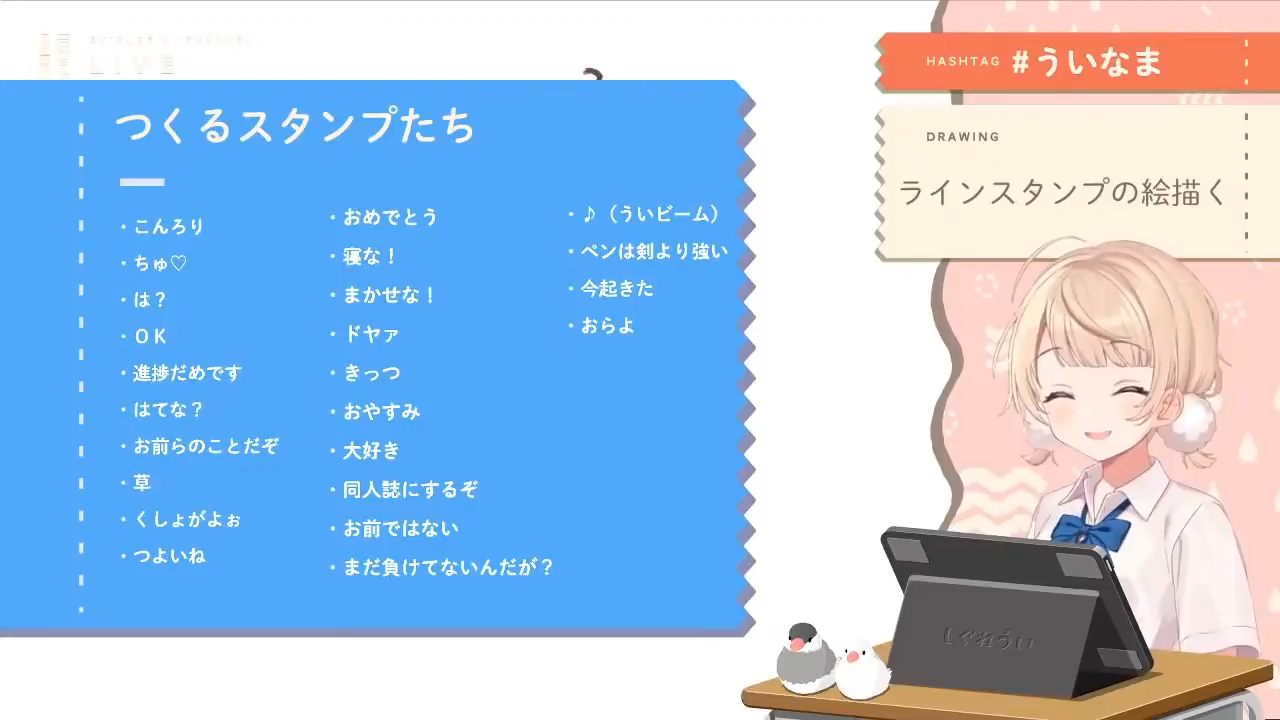 LIVE
つくるスタンプたち
・こんろり
・ちゅ♡
・は？
・ＯＫ
・進捗だめです
・はてな？
・お前らのことだぞ
・草
・くしょがよぉ
・つよいね
・おめでとう
・寝な！
・まかせな！
・ドヤァ
・きっつ
・おやすみ
・大好き
・同人誌にするぞ
・お前ではない
・まだ負けてないんだが？
・♪（ういビーム）
・ペンは剣より強い
・今起きた
・おらよ
HASHTAG #ういなま
DRAWING
ラインスタンプの絵描く
しぐれうい